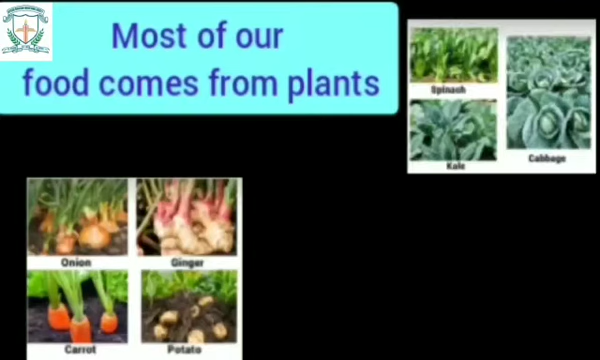 Most of our
food comes from plants
Spinach
Kale
Cabbage
Onion
Ginger
Carrot
Potato